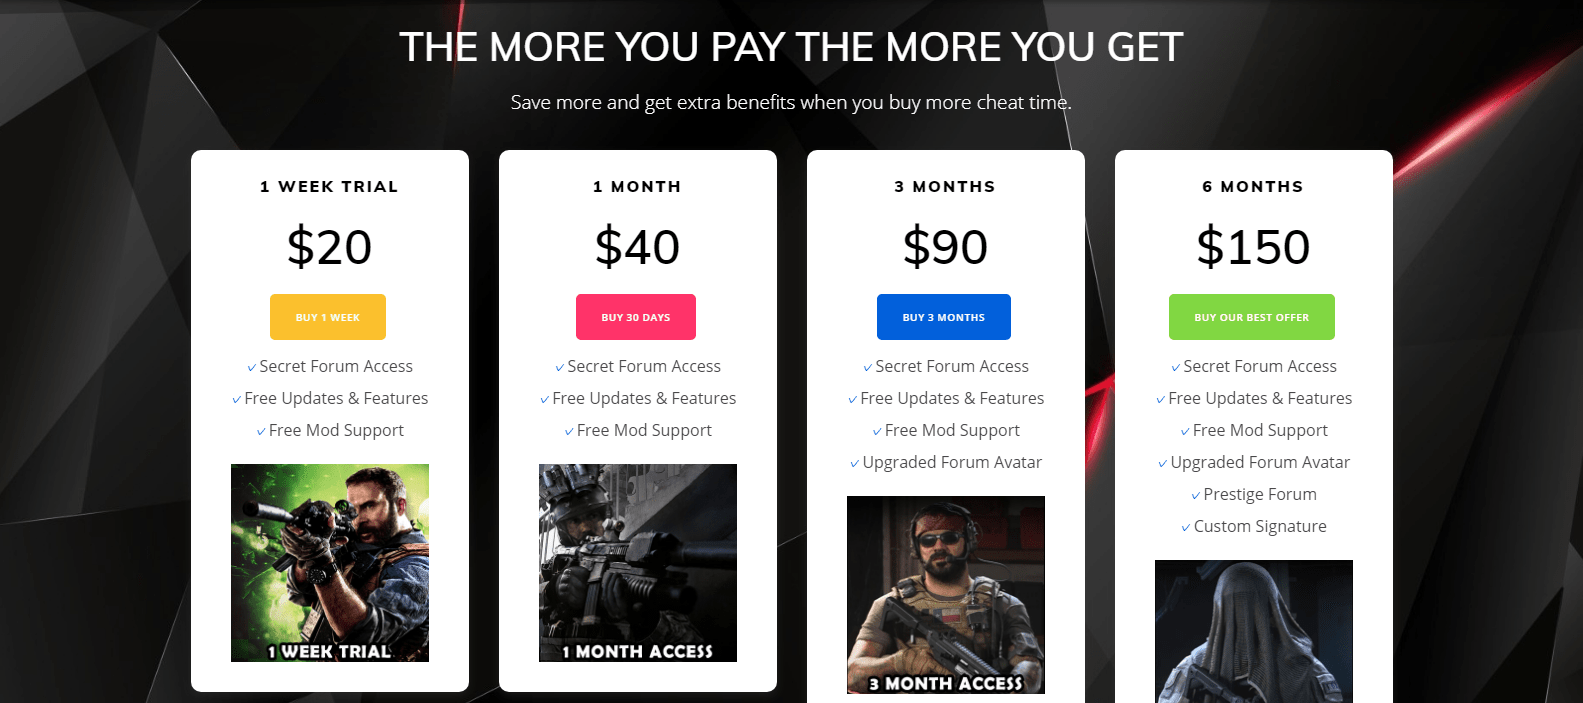 THE MORE YOU PAY THE MORE YOU GET
Save more and get extra benefits when you buy more cheat time.
1 WEEK TRIAL
$20
BUY 1 WEEK
✓ Secret Forum Access
✓ Free Updates & Features
✓ Free Mod Support
1 WEEK TRIAL
1 MONTH
$40
BUY 30 DAYS
✓ Secret Forum Access
✓ Free Updates & Features
✓ Free Mod Support
1 MONTH ACCESS
3 MONTHS
$90
BUY 3 MONTHS
✓ Secret Forum Access
✓ Free Updates & Features
✓ Free Mod Support
✓ Upgraded Forum Avatar
3 MONTH ACCESS
6 MONTHS
$150
BUY OUR BEST OFFER
✓ Secret Forum Access
✓ Free Updates & Features
✓ Free Mod Support
✓ Upgraded Forum Avatar
✓ Prestige Forum
✓ Custom Signature